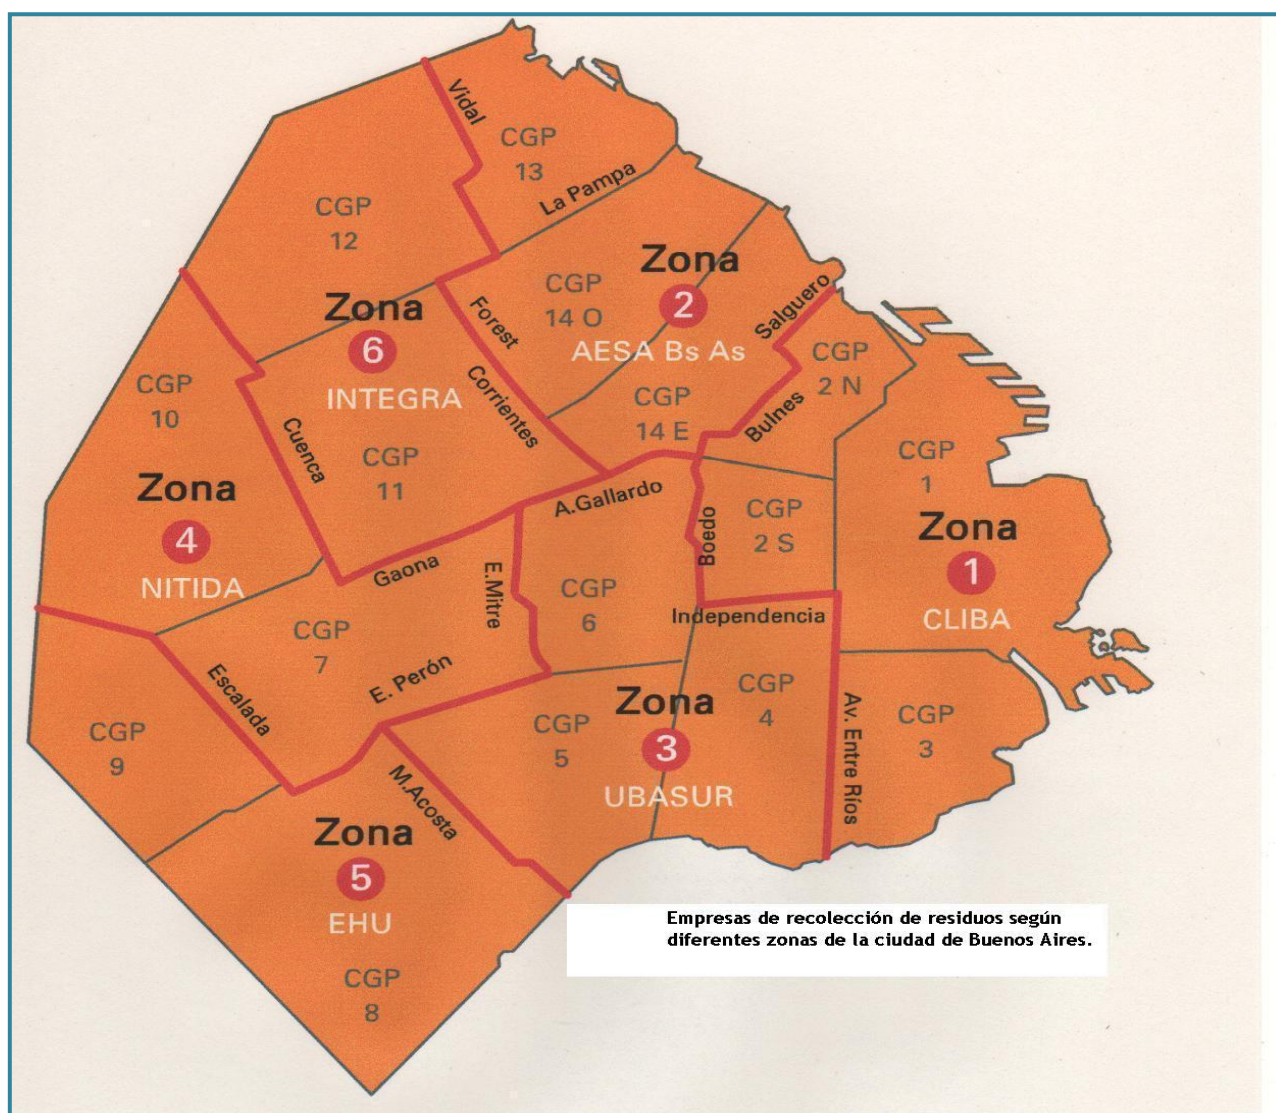 Vidal
CGP
13
La Pampa
CGP
12
Zona
2
AESA Bs As
CGP
14 O
Salguero
Zona
6
INTEGRA
Forest
Corrientes
CGP
2 N
CGP
14 E
Bulnes
CGP
10
Cuenca
CGP
11
A.Gallardo
CGP
1
Zona
4
NITIDA
Gaona
E.Mitre
Boedo
CGP
2 S
Zona
1
CLIBA
CGP
6
Independencia
CGP
7
E. Perón
Escalada
Zona
3
UBASUR
CGP
4
Av. Entre Ríos
CGP
3
CGP
5
CGP
9
M.Acosta
Zona
5
EHU
CGP
8
Empresas de recolección de residuos según
diferentes zonas de la ciudad de Buenos Aires.